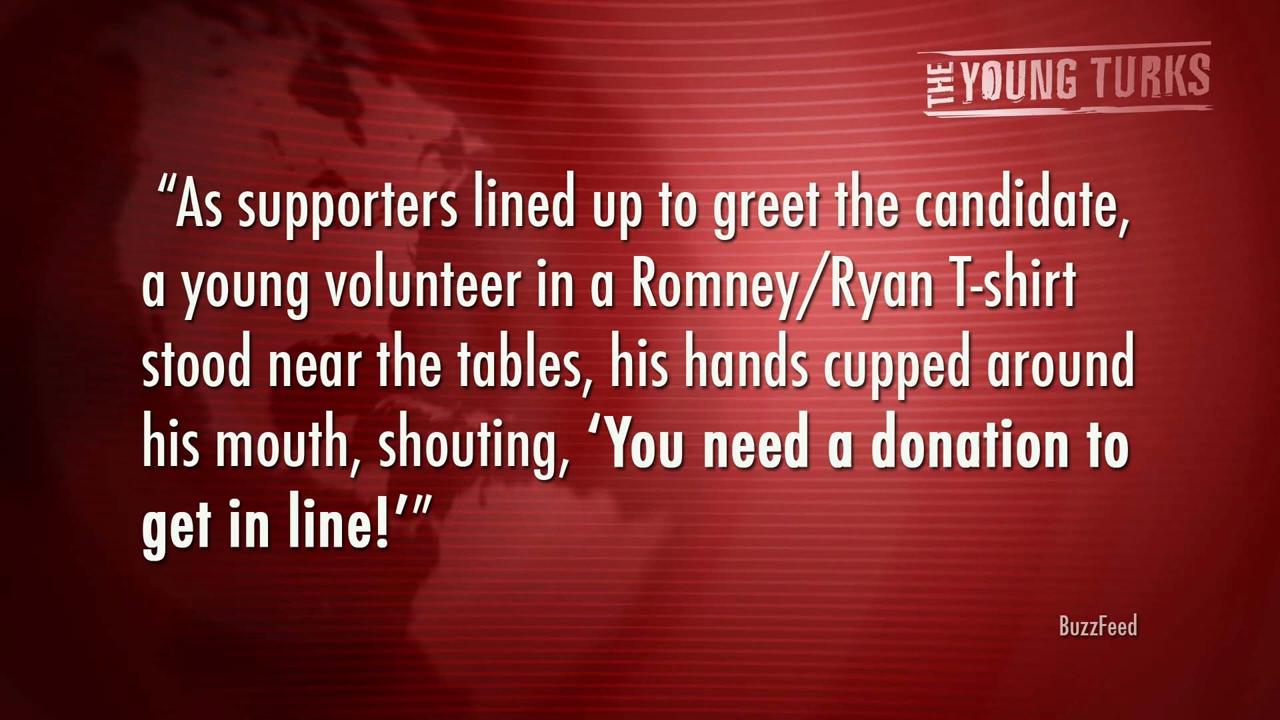 THE YOUNG TURKS
“As supporters lined up to greet the candidate,
a young volunteer in a Romney/Ryan T-shirt
stood near the tables, his hands cupped around
his mouth, shouting, ‘You need a donation to
get in line!’”
BuzzFeed